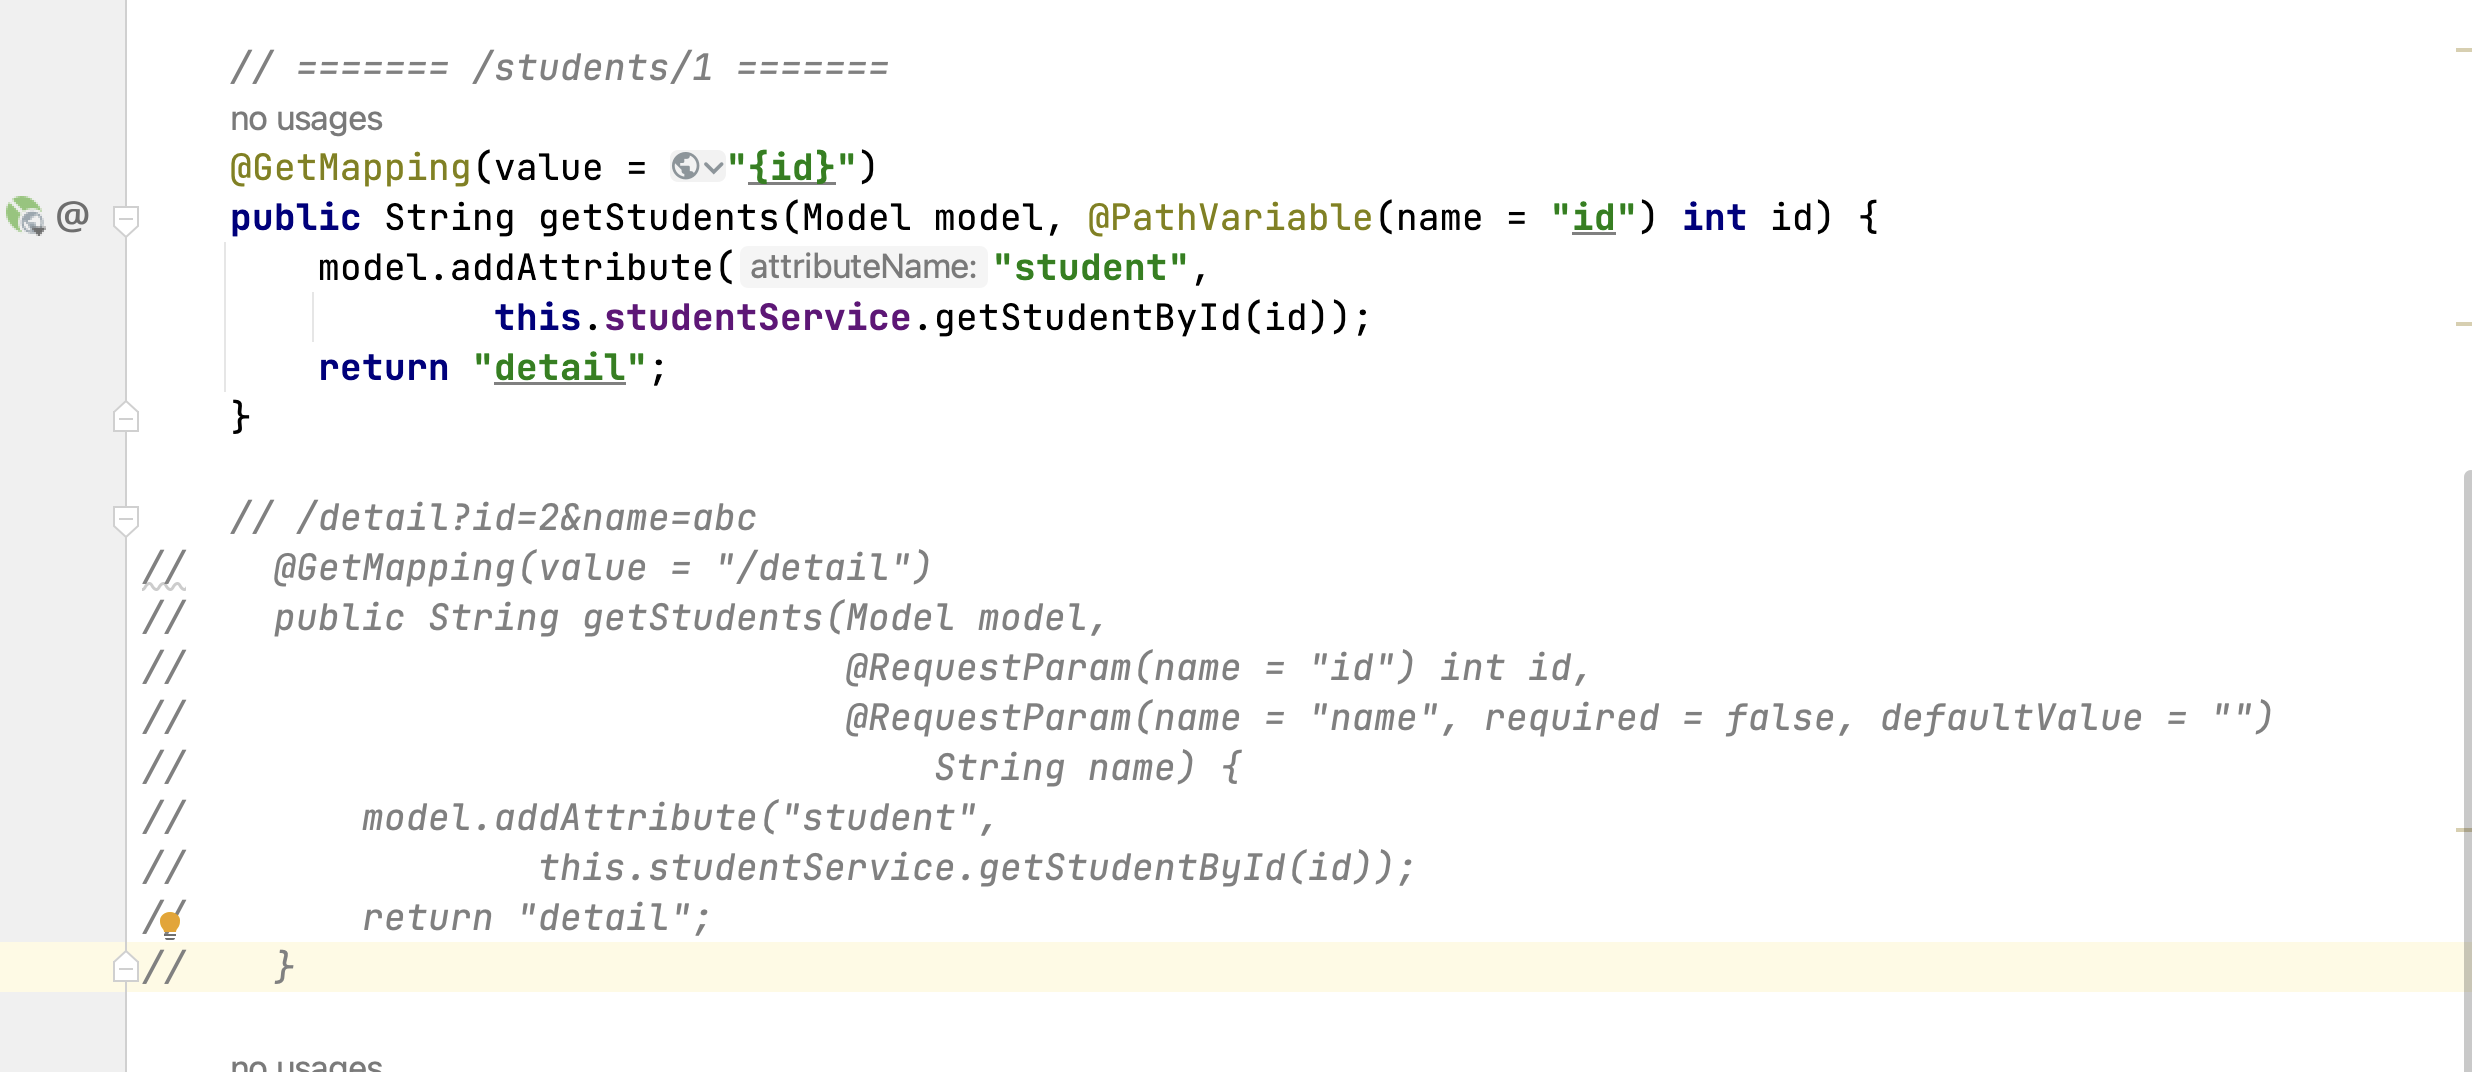 // ======= /students/1 =======
no usages
@GetMapping(value = "{id}")
@ public String getStudents(Model model, @PathVariable(name = "id") int id) {
model.addAttribute( attributeName: "student",
this.studentService.getStudentById(id));
return "detail";
}
// /detail?id=2&name=abc
// @GetMapping(value = "/detail")
// public String getStudents(Model model,
// @RequestParam(name = "id") int id,
// @RequestParam(name = "name", required = false, defaultValue = "")
// String name) {
// model.addAttribute("student",
// this.studentService.getStudentById(id));
// return "detail";
// }
no usages